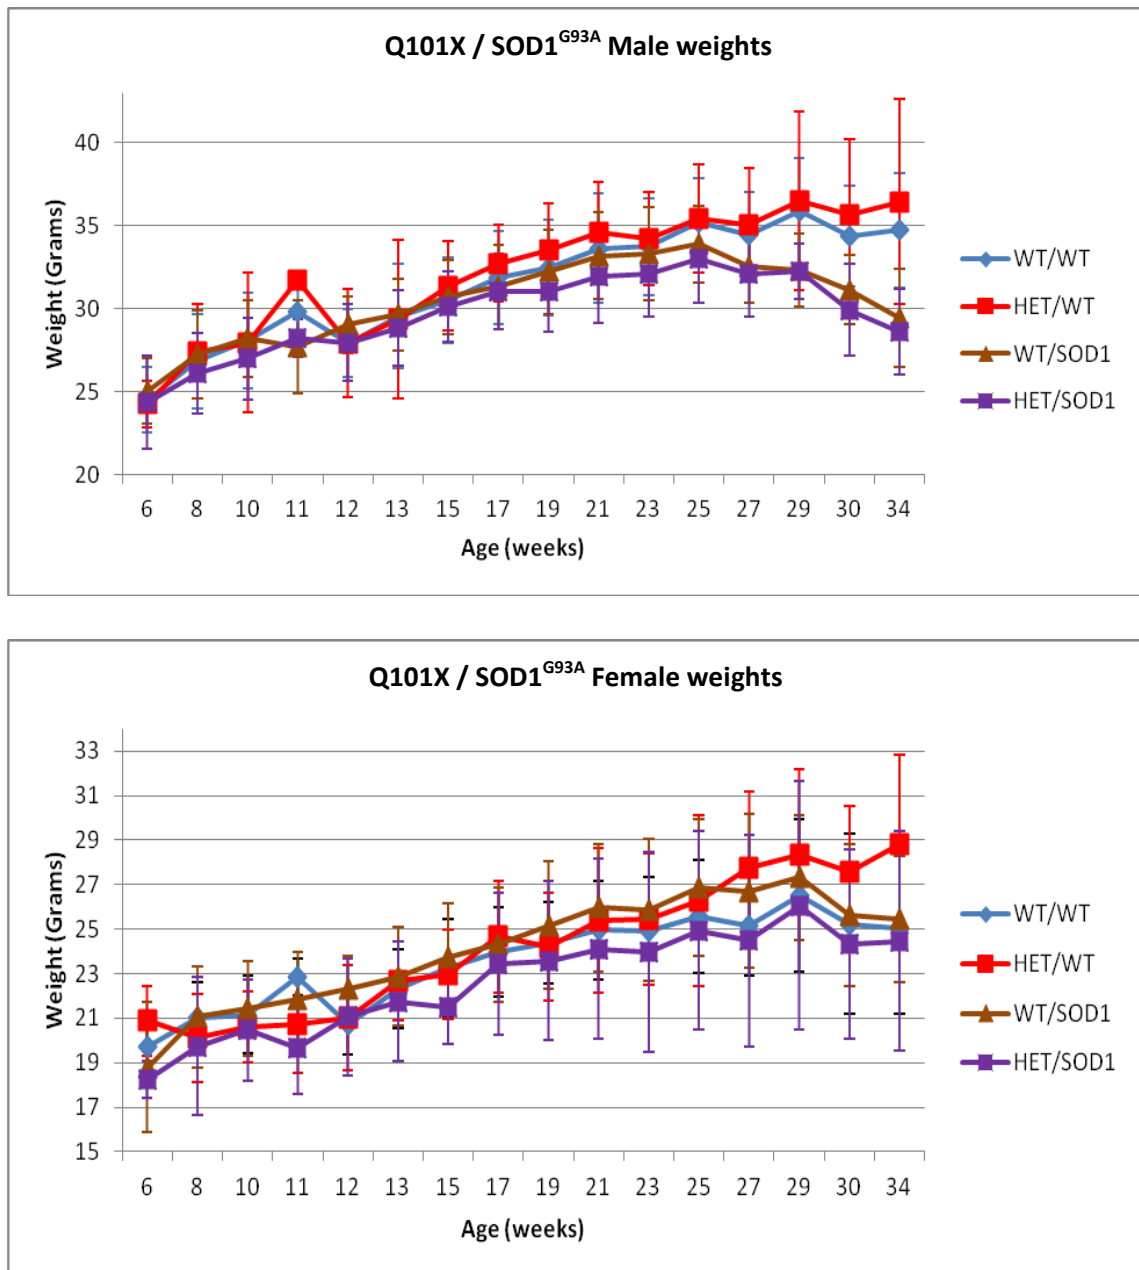 Q101X / SOD1^G93A Male weights
40
35
30
25
20
Weight (Grams)
6 8 10 11 12 13 15 17 19 21 23 25 27 29 30 34
Age (weeks)
WT/WT
HET/WT
WT/SOD1
HET/SOD1
Q101X / SOD1^G93A Female weights
33
31
29
27
25
23
21
19
17
15
Weight (Grams)
6 8 10 11 12 13 15 17 19 21 23 25 27 29 30 34
Age (weeks)
WT/WT
HET/WT
WT/SOD1
HET/SOD1